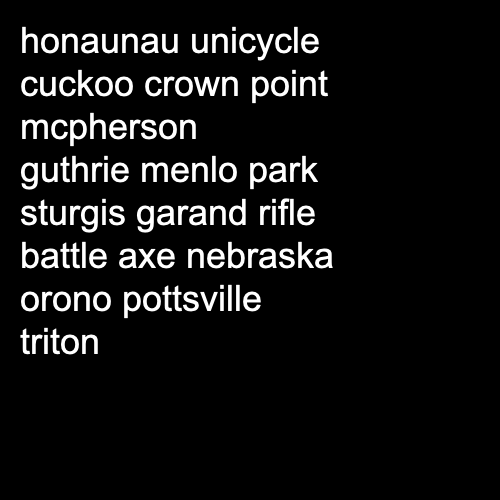 honaunau unicycle
cuckoo crown point
mcpherson
guthrie menlo park
sturgis garand rifle
battle axe nebraska
orono pottsville
triton